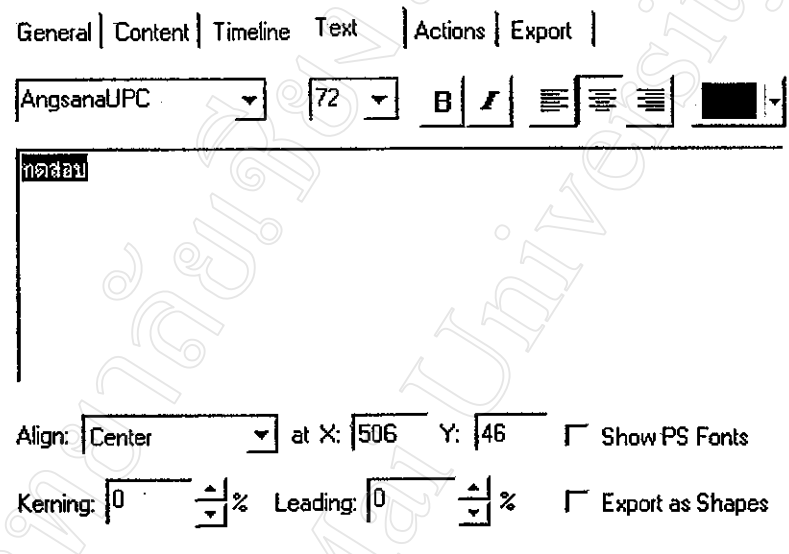 General Content Timeline Text Actions Export
AngsanaUPC 72 B I
ทดสอบ
Align: Center at X: 506 Y: 46 Show PS Fonts
Kerning: 0 % Leading: 0 % Export as Shapes